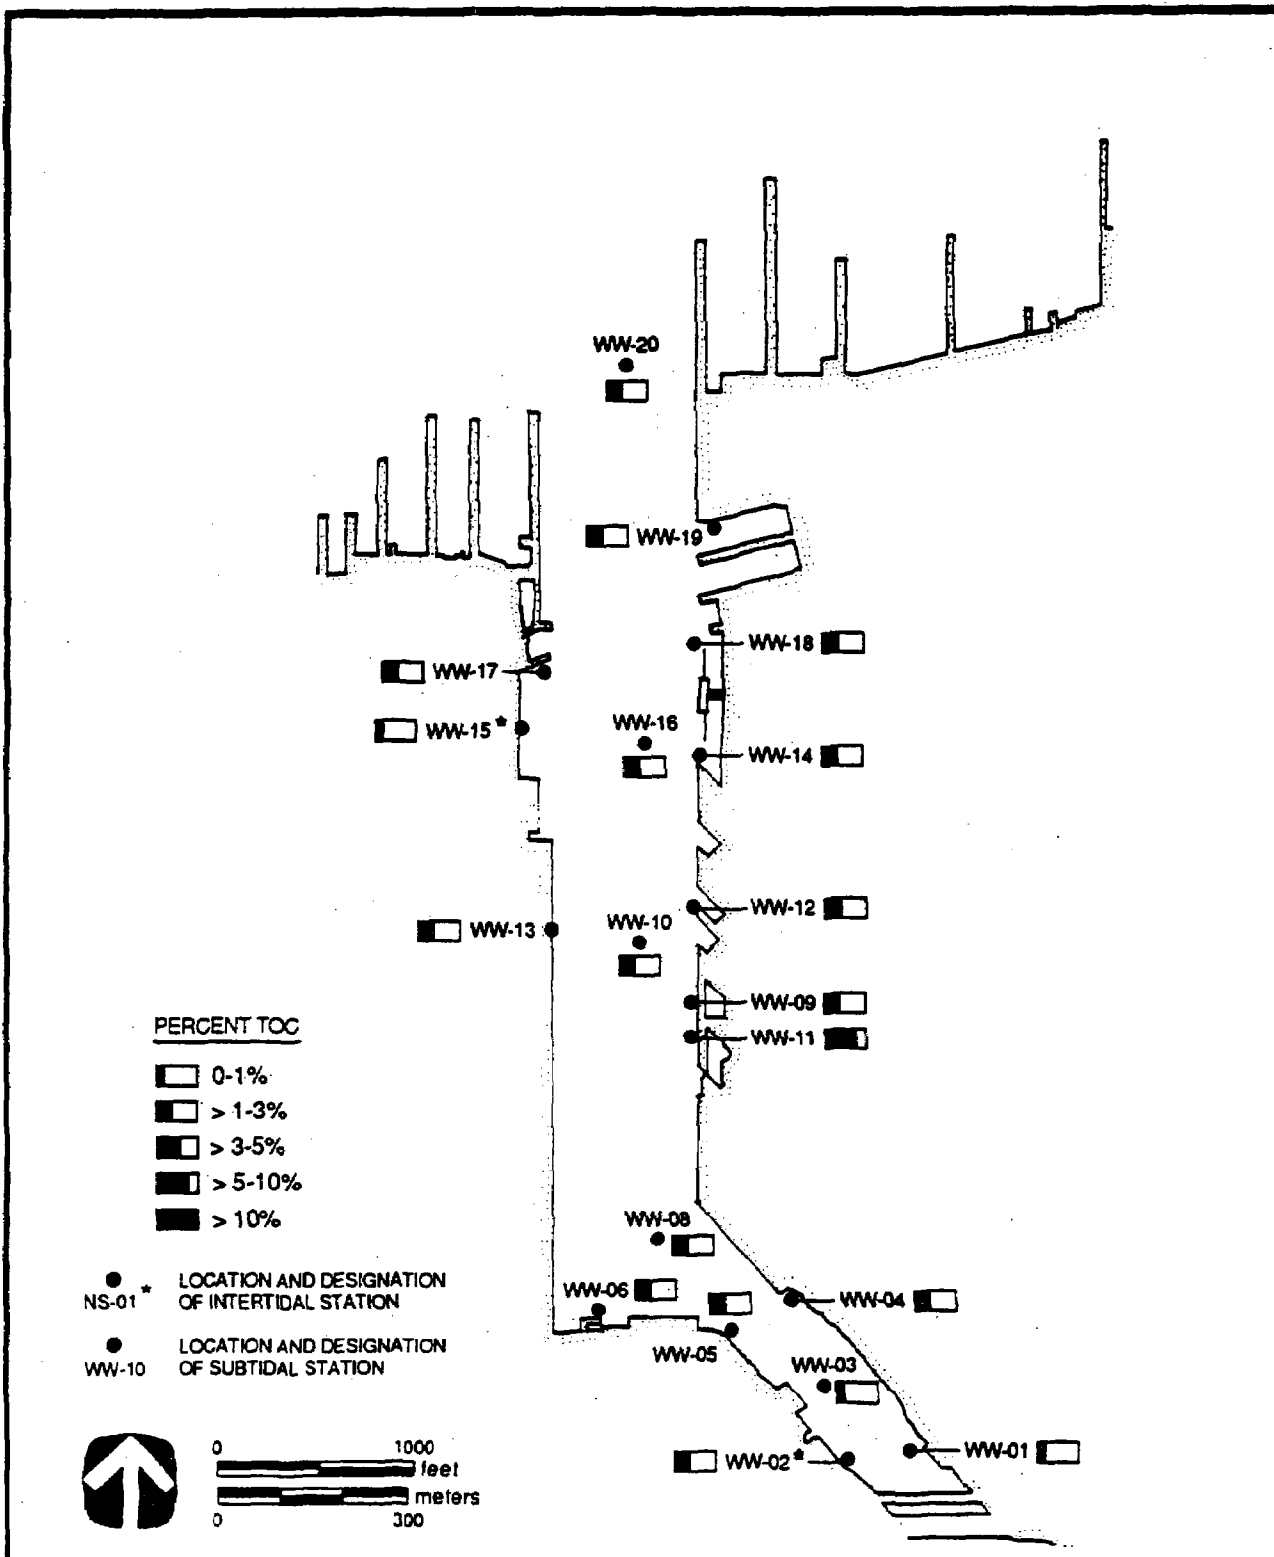 WW-20
WW-19
WW-18
WW-17
WW-15*
WW-16
WW-14
WW-12
WW-10
WW-13
WW-09
WW-11
PERCENT TOC
0-1%
> 1-3%
> 3-5%
> 5-10%
> 10%
WW-08
WW-06
WW-04
WW-05
WW-03
WW-02*
WW-01
NS-01* LOCATION AND DESIGNATION
OF INTERTIDAL STATION
WW-10 LOCATION AND DESIGNATION
OF SUBTIDAL STATION
0 1000
feet
meters
0 300